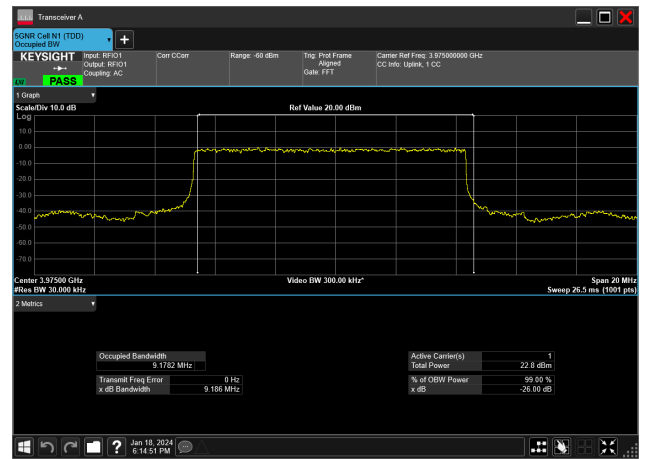 Transceiver A
5GNR Cell N1 (TDD)
Occupied BW
KEYSIGHT
Input: RFIO1
Output: RFIO1
Coupling: AC
Corr CCorr
Range: -60 dBm
Trig: Prot Frame
Aligned
Gate: FFT
Carrier Ref Freq: 3.975000000 GHz
CC Info: Uplink, 1 CC
PASS
1 Graph
Scale/Div 10.0 dB
Ref Value 20.00 dBm
Log
10.0
0.00
-10.0
-20.0
-30.0
-40.0
-50.0
-60.0
-70.0
Center 3.97500 GHz
Video BW 300.00 kHz*
Span 20 MHz
#Res BW 30.000 kHz
Sweep 26.5 ms (1001 pts)
2 Metrics
Occupied Bandwidth
9.1782 MHz
Active Carrier(s) 1
Total Power 22.8 dBm
Transmit Freq Error 0 Hz
x dB Bandwidth 9.186 MHz
% of OBW Power 99.00 %
x dB -26.00 dB
?
Jan 18, 2024
6:14:51 PM